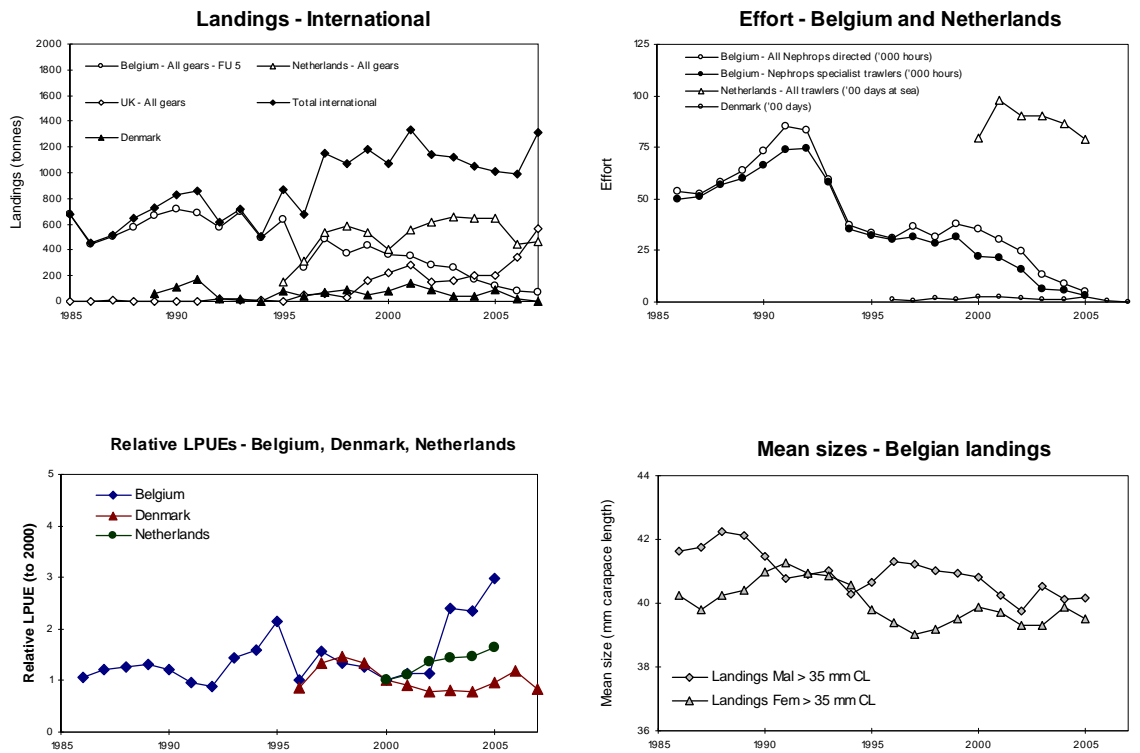 Landings - International
2000
1800
1600
1400
1200
1000
800
600
400
200
0
Landings (tonnes)
Belgium - All gears - FU 5
Netherlands - All gears
UK - All gears
Total international
Denmark
1985
1990
1995
2000
2005
Effort - Belgium and Netherlands
125
100
75
50
25
0
Effort
Belgium - All Nephrops directed ('000 hours)
Belgium - Nephrops specialist trawlers ('000 hours)
Netherlands - All trawlers ('00 days at sea)
Denmark ('00 days)
1985
1990
1995
2000
2005
Relative LPUEs - Belgium, Denmark, Netherlands
5
4
3
2
1
0
Relative LPUE (to 2000)
Belgium
Denmark
Netherlands
1985
1990
1995
2000
2005
Mean sizes - Belgian landings
44
42
40
38
36
Mean size (mm carapace length)
Landings Mal > 35 mm CL
Landings Fem > 35 mm CL
1985
1990
1995
2000
2005